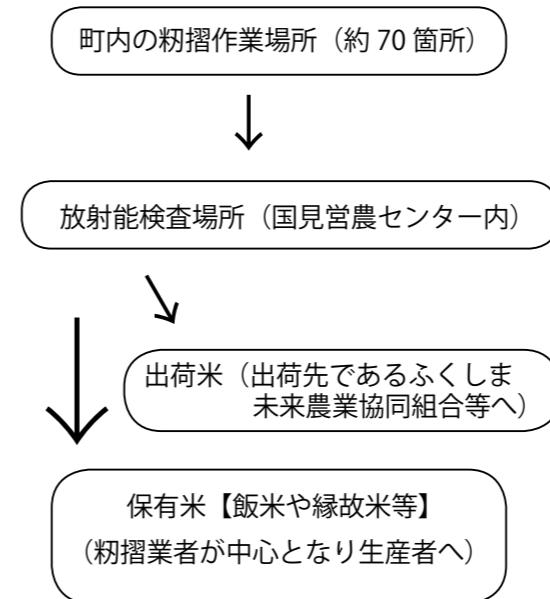 町内の籾摺作業場所（約 70 箇所）
放射能検査場所（国見営農センター内）
出荷米（出荷先であるふくしま
未来農業協同組合等へ）
保有米【飯米や縁故米等】
（籾摺業者が中心となり生産者へ）